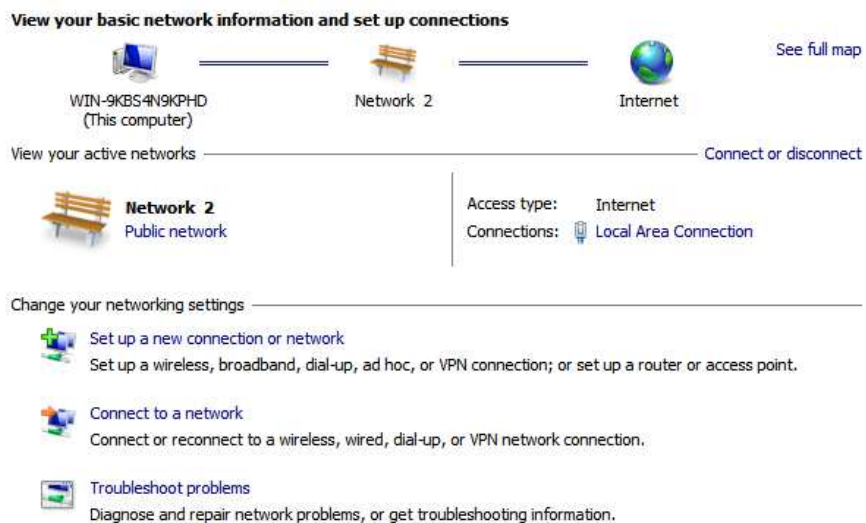 View your basic network information and set up connections
See full map
WIN-9KBS4N9KPHD
(This computer)
Network 2
Internet
View your active networks
Connect or disconnect
Network 2
Public network
Access type: Internet
Connections: Local Area Connection
Change your networking settings
Set up a new connection or network
Set up a wireless, broadband, dial-up, ad hoc, or VPN connection; or set up a router or access point.
Connect to a network
Connect or reconnect to a wireless, wired, dial-up, or VPN network connection.
Troubleshoot problems
Diagnose and repair network problems, or get troubleshooting information.